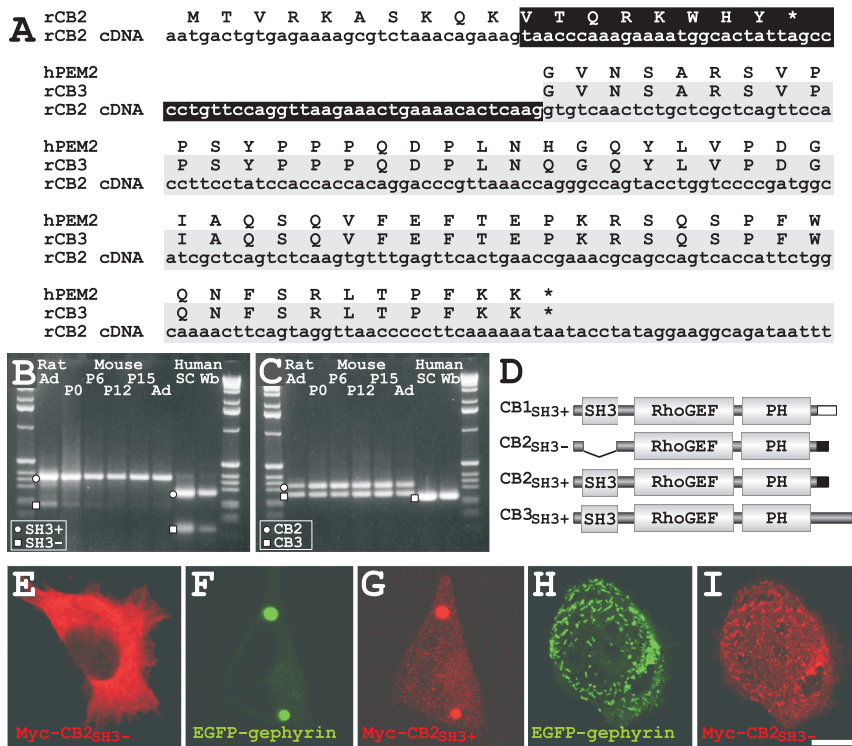 A
rCB2 M T V R K A S K Q K V T Q R K W H Y *
rCB2 cDNA aatgactgtgagaaaagcgtctaaacagaaagtaacccaaagaaaatggcactattagcc
hPEM2 G V N S A R S V P
rCB3 G V N S A R S V P
rCB2 cDNA cctgttccaggttaagaaactgaaaacactcaaggtgtcaactctgctcgctcagttcca
hPEM2 P S Y P P P Q D P L N H G Q Y L V P D G
rCB3 P S Y P P P Q D P L N Q G Q Y L V P D G
rCB2 cDNA ccttcctatccaccaccaccacaggacccgttaaaccagggccagtacctggtccccgatggc
hPEM2 I A Q S Q V F E F T E P K R S Q S P F W
rCB3 I A Q S Q V F E F T E P K R S Q S P F W
rCB2 cDNA atcgctcagtctcaagtgtttgagttcactgaaccgaaacgcagccagtcaccattctgg
hPEM2 Q N F S R L T P F K K *
rCB3 Q N F S R L T P F K K *
rCB2 cDNA caaaacttcagtaggttaacccccttcaaaaaataatacctataggaaggcagataattt
B
Rat Mouse Human
Ad P6 P15 SC Wb
P0 P12 Ad
SH3+
SH3-
C
Rat Mouse Human
Ad P6 P15 SC Wb
P0 P12 Ad
CB2
CB3
D
CB1SH3+ SH3 RhoGEF PH
CB2SH3- RhoGEF PH
CB2SH3+ SH3 RhoGEF PH
CB3SH3+ SH3 RhoGEF PH
E
Myc-CB2SH3-
F
EGFP-gephyrin
G
Myc-CB2SH3+
H
EGFP-gephyrin
I
Myc-CB2SH3-